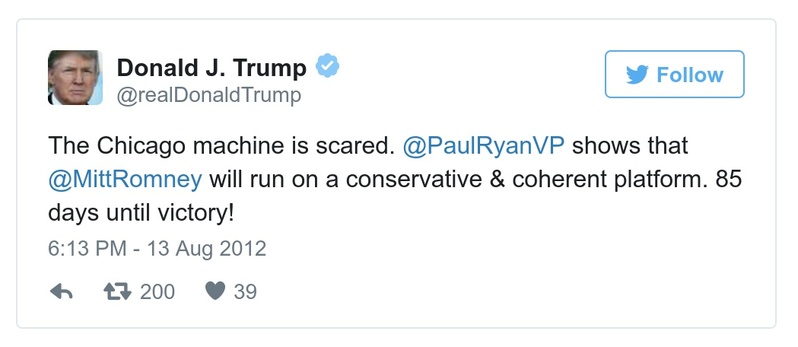 Donald J. Trump
@realDonaldTrump
Follow
The Chicago machine is scared. @PaulRyanVP shows that
@MittRomney will run on a conservative & coherent platform. 85
days until victory!
6:13 PM - 13 Aug 2012
200 39